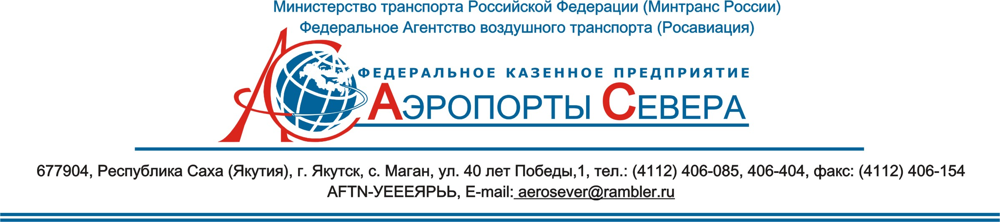 Министерство транспорта Российской Федерации (Минтранс России)
Федеральное Агентство воздушного транспорта (Росавиация)
АС
ФЕДЕРАЛЬНОЕ КАЗЕННОЕ ПРЕДПРИЯТИЕ
АЭРОПОРТЫ СЕВЕРА
677904, Республика Саха (Якутия), г. Якутск, с. Маган, ул. 40 лет Победы,1, тел.: (4112) 406-085, 406-404, факс: (4112) 406-154
AFTN-УЕЕЕЯРЬЬ, E-mail: aerosever@rambler.ru